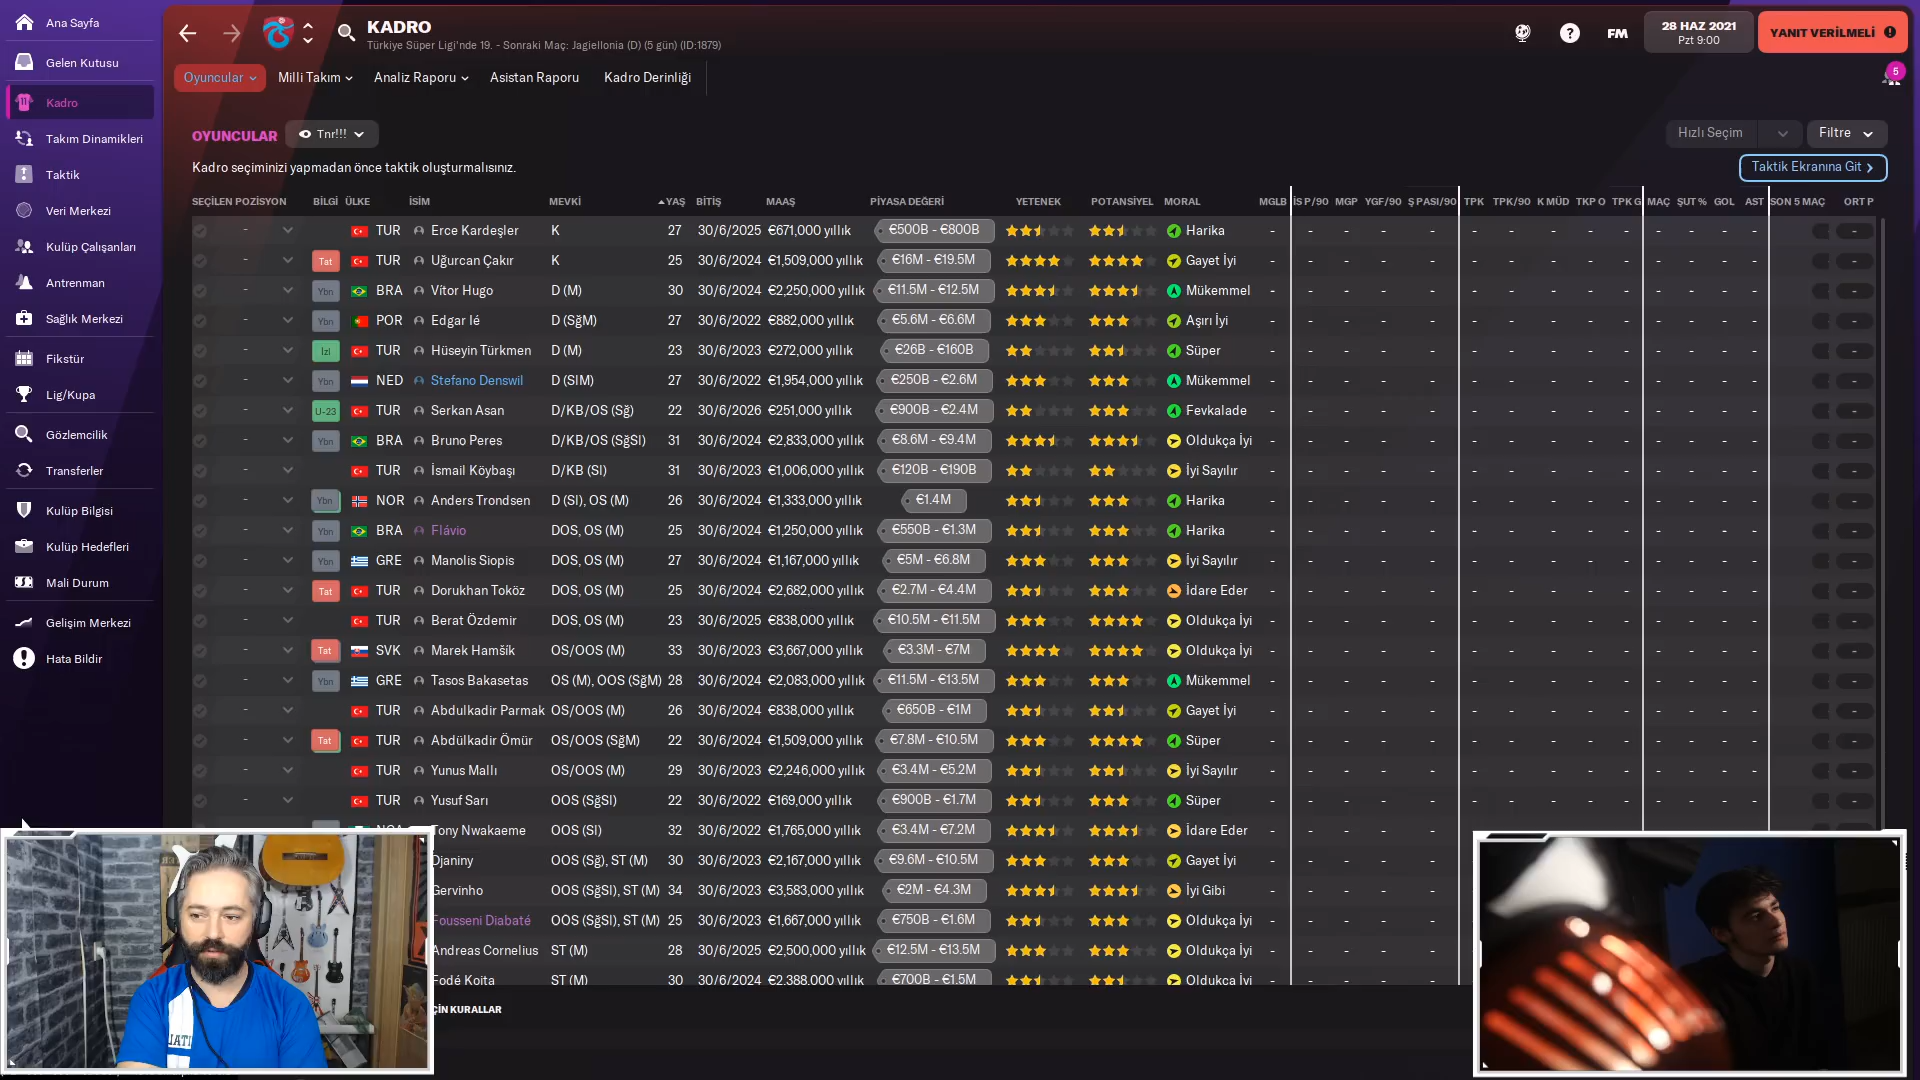 Ana Sayfa
Gelen Kutusu
Kadro
Takım Dinamikleri
Taktik
Veri Merkezi
Kulüp Çalışanları
Antrenman
Sağlık Merkezi
Fikstür
Lig/Kupa
Gözlemcilik
Transferler
Kulüp Bilgisi
Kulüp Hedefleri
Mali Durum
Gelişim Merkezi
Hata Bildir
KADRO
Türkiye Süper Ligi'nde 19. - Sonraki Maç: Jagiellonia (D) (5 gün) (ID:1879)
FM
28 HAZ 2021
Pzt 9:00
YANIT VERİLMELİ
Oyuncular Milli Takım Analiz Raporu Asistan Raporu Kadro Derinliği
5
OYUNCULAR Tnr!!! Hızlı Seçim Filtre
Kadro seçiminizi yapmadan önce taktik oluşturmalısınız.
Taktik Ekranına Git
SEÇİLEN POZİSYON BİLGİ ÜLKE İSİM MEVKİ YAŞ BİTİŞ MAAŞ PİYASA DEĞERİ YETENEK POTANSİYEL MORAL MGLB İS P/90 MGP YGF/90 Ş PASI/90 TPK TPK/90 K MÜD TKP O TPK G MAÇ ŞUT % GOL AST SON 5 MAÇ ORT P
- TUR Erce Kardeşler K 27 30/6/2025 €671,000 yıllık €500B - €800B Harika - - - - - - - - - - - - - - -
- Tat TUR Uğurcan Çakır K 25 30/6/2024 €1,509,000 yıllık €16M - €19.5M Gayet İyi - - - - - - - - - - - - - - -
- Ybn BRA Vítor Hugo D (M) 30 30/6/2024 €2,250,000 yıllık €11.5M - €12.5M Mükemmel - - - - - - - - - - - - - - -
- Ybn POR Edgar Ié D (SğM) 27 30/6/2022 €882,000 yıllık €5.6M - €6.6M Aşırı İyi - - - - - - - - - - - - - - -
- İzl TUR Hüseyin Türkmen D (M) 23 30/6/2023 €272,000 yıllık €26B - €160B Süper - - - - - - - - - - - - - - -
- Ybn NED Stefano Denswil D (SlM) 27 30/6/2022 €1,954,000 yıllık €250B - €2.6M Mükemmel - - - - - - - - - - - - - - -
- U-23 TUR Serkan Asan D/KB/OS (Sğ) 22 30/6/2026 €251,000 yıllık €900B - €2.4M Fevkalade - - - - - - - - - - - - - - -
- Ybn BRA Bruno Peres D/KB/OS (SğSl) 31 30/6/2024 €2,833,000 yıllık €8.6M - €9.4M Oldukça İyi - - - - - - - - - - - - - - -
- TUR İsmail Köybaşı D/KB (Sl) 31 30/6/2023 €1,006,000 yıllık €120B - €190B İyi Sayılır - - - - - - - - - - - - - - -
- Ybn NOR Anders Trondsen D (Sl), OS (M) 26 30/6/2024 €1,333,000 yıllık €1.4M Harika - - - - - - - - - - - - - - -
- Ybn BRA Flávio DOS, OS (M) 25 30/6/2024 €1,250,000 yıllık €550B - €1.3M Harika - - - - - - - - - - - - - - -
- Ybn GRE Manolis Siopis DOS, OS (M) 27 30/6/2024 €1,167,000 yıllık €5M - €6.8M İyi Sayılır - - - - - - - - - - - - - - -
- Tat TUR Dorukhan Toköz DOS, OS (M) 25 30/6/2024 €2,682,000 yıllık €2.7M - €4.4M İdare Eder - - - - - - - - - - - - - - -
- TUR Berat Özdemir DOS, OS (M) 23 30/6/2025 €838,000 yıllık €10.5M - €11.5M Oldukça İyi - - - - - - - - - - - - - - -
- Tat SVK Marek Hamšík OS/OOS (M) 33 30/6/2023 €3,667,000 yıllık €3.3M - €7M Oldukça İyi - - - - - - - - - - - - - - -
- Ybn GRE Tasos Bakasetas OS (M), OOS (SğM) 28 30/6/2024 €2,083,000 yıllık €11.5M - €13.5M Mükemmel - - - - - - - - - - - - - - -
- TUR Abdulkadir Parmak OS/OOS (M) 26 30/6/2024 €838,000 yıllık €650B - €1M Gayet İyi - - - - - - - - - - - - - - -
- Tat TUR Abdülkadir Ömür OS/OOS (SğM) 22 30/6/2024 €1,509,000 yıllık €7.8M - €10.5M Süper - - - - - - - - - - - - - - -
- TUR Yunus Mallı OS/OOS (M) 29 30/6/2023 €2,246,000 yıllık €3.4M - €5.2M İyi Sayılır - - - - - - - - - - - - - - -
- TUR Yusuf Sarı OOS (SğSl) 22 30/6/2022 €169,000 yıllık €900B - €1.7M Süper - - - - - - - - - - - - - - -
Tony Nwakaeme OOS (Sl) 32 30/6/2022 €1,765,000 yıllık €3.4M - €7.2M İdare Eder - - - - -
Djaniny OOS (Sğ), ST (M) 30 30/6/2023 €2,167,000 yıllık €9.6M - €10.5M Gayet İyi - - - - -
Gervinho OOS (SğSl), ST (M) 34 30/6/2023 €3,583,000 yıllık €2M - €4.3M İyi Gibi - - - - -
Fousseni Diabaté OOS (SğSl), ST (M) 25 30/6/2023 €1,667,000 yıllık €750B - €1.6M Oldukça İyi - - - - -
Andreas Cornelius ST (M) 28 30/6/2025 €2,500,000 yıllık €12.5M - €13.5M Oldukça İyi - - - - -
Fodé Koita ST (M) 30 30/6/2023 €2,388,000 yıllık €700B - €1.5M Oldukça İyi - - - - -
ÇİN KURALLAR